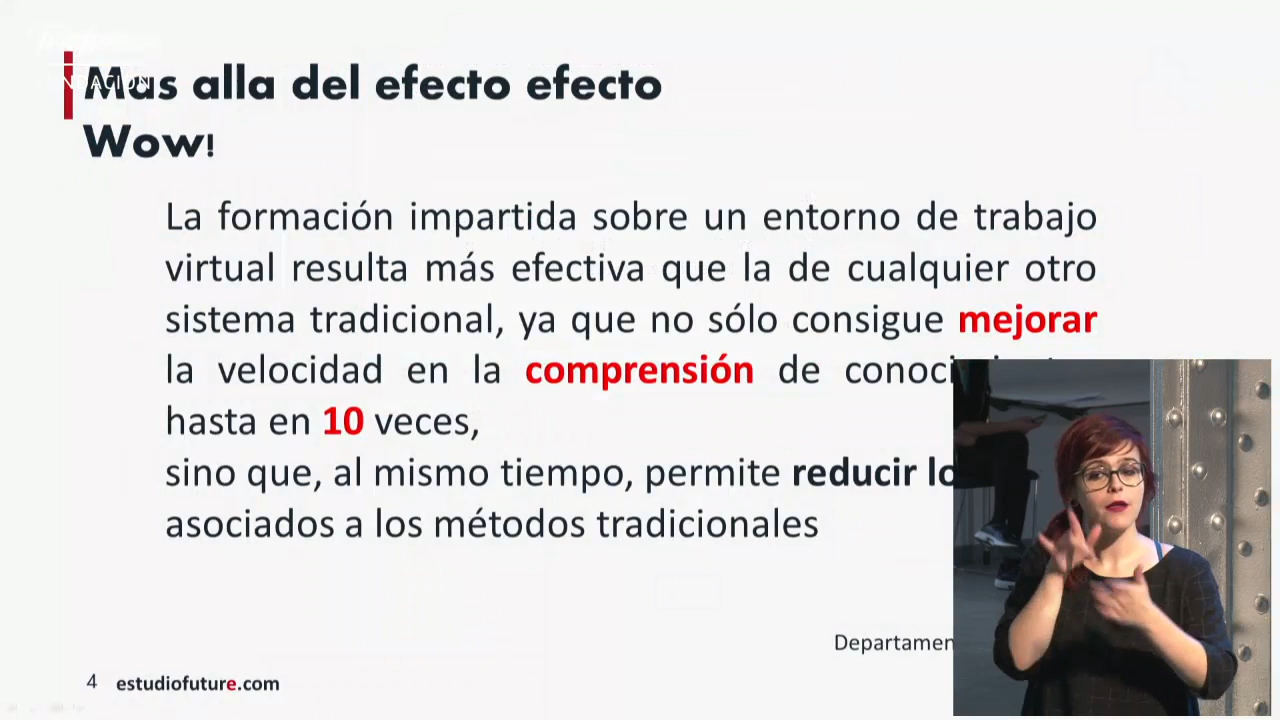 FUNDACIÓN
Mas alla del efecto efecto
Wow!
La formación impartida sobre un entorno de trabajo
virtual resulta más efectiva que la de cualquier otro
sistema tradicional, ya que no sólo consigue mejorar
la velocidad en la comprensión de
hasta en 10 veces,
sino que, al mismo tiempo, permite reducir
asociados a los métodos tradicionales
4 estudiofuture.com